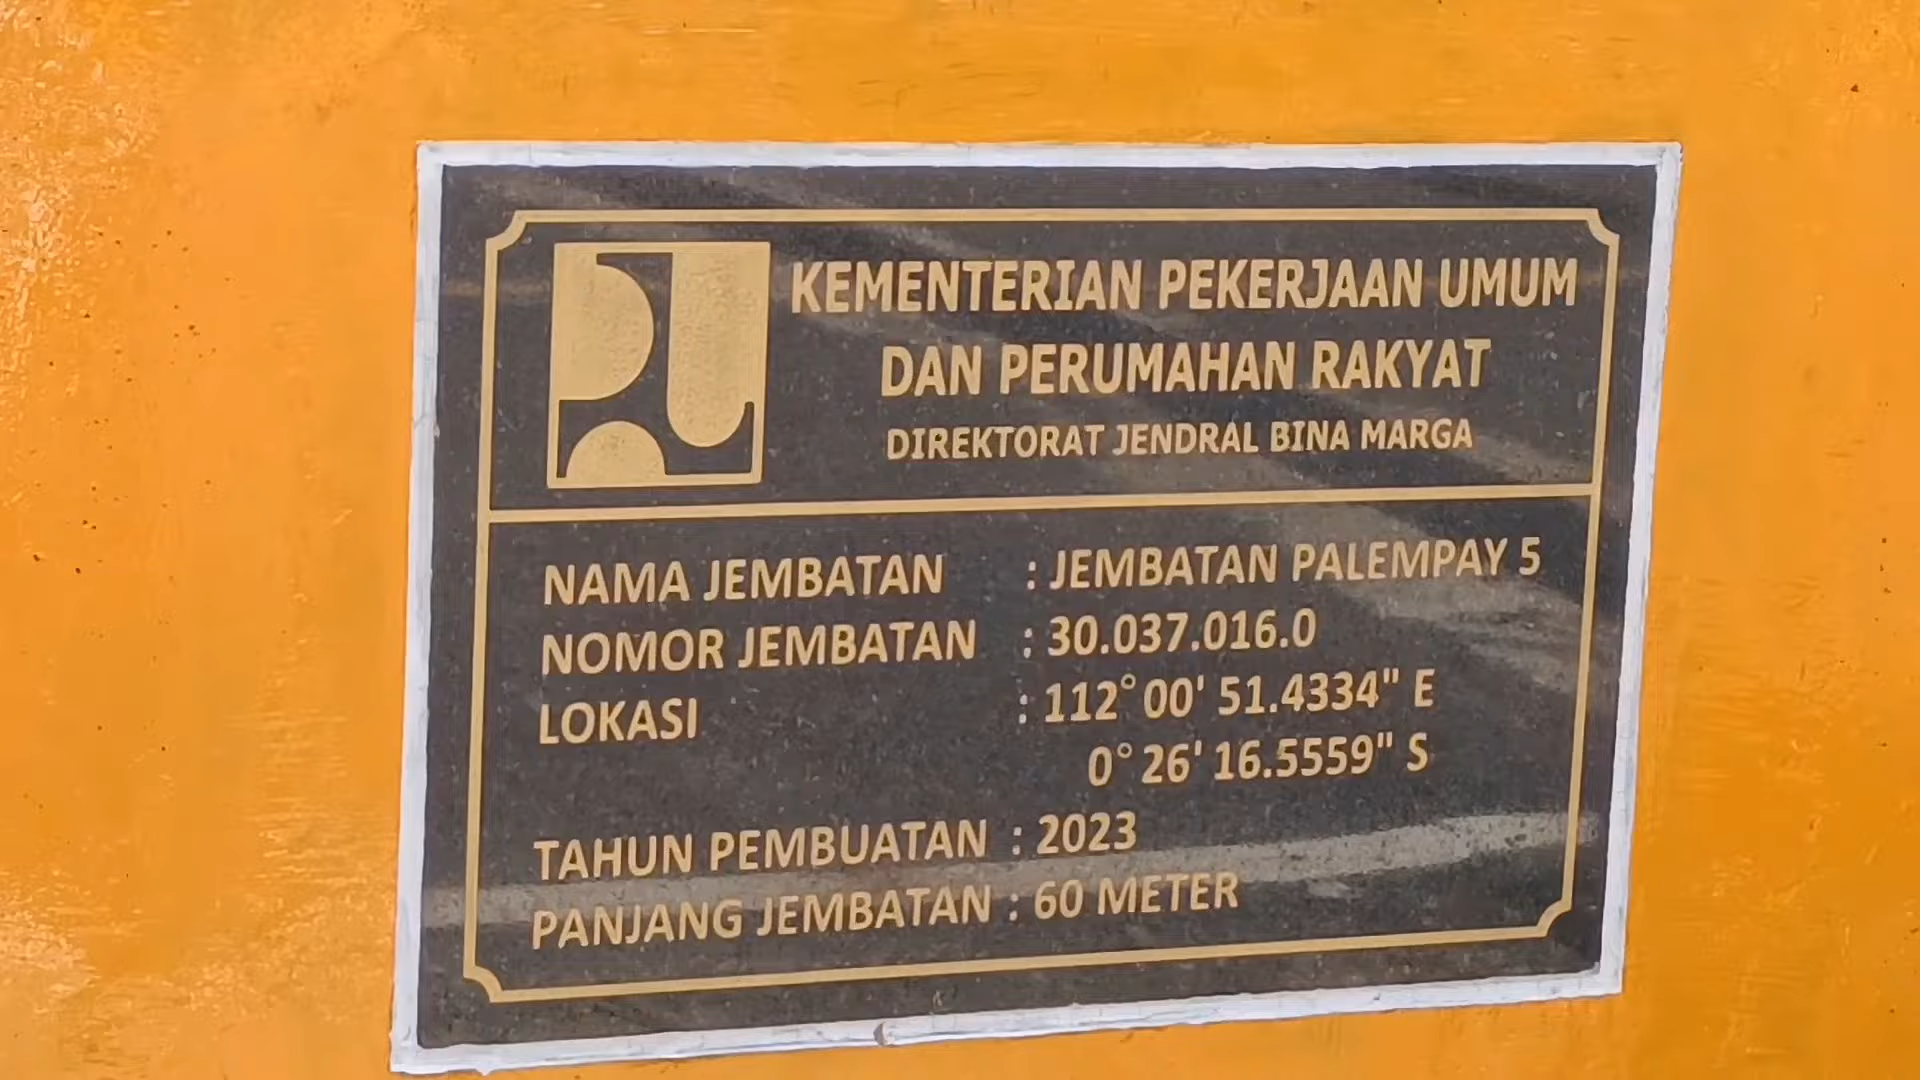 KEMENTERIAN PEKERJAAN UMUM
DAN PERUMAHAN RAKYAT
DIREKTORAT JENDRAL BINA MARGA
NAMA JEMBATAN : JEMBATAN PALEMPAY 5
NOMOR JEMBATAN : 30.037.016.0
LOKASI : 112° 00' 51.4334" E
0° 26' 16.5559" S
TAHUN PEMBUATAN : 2023
PANJANG JEMBATAN : 60 METER